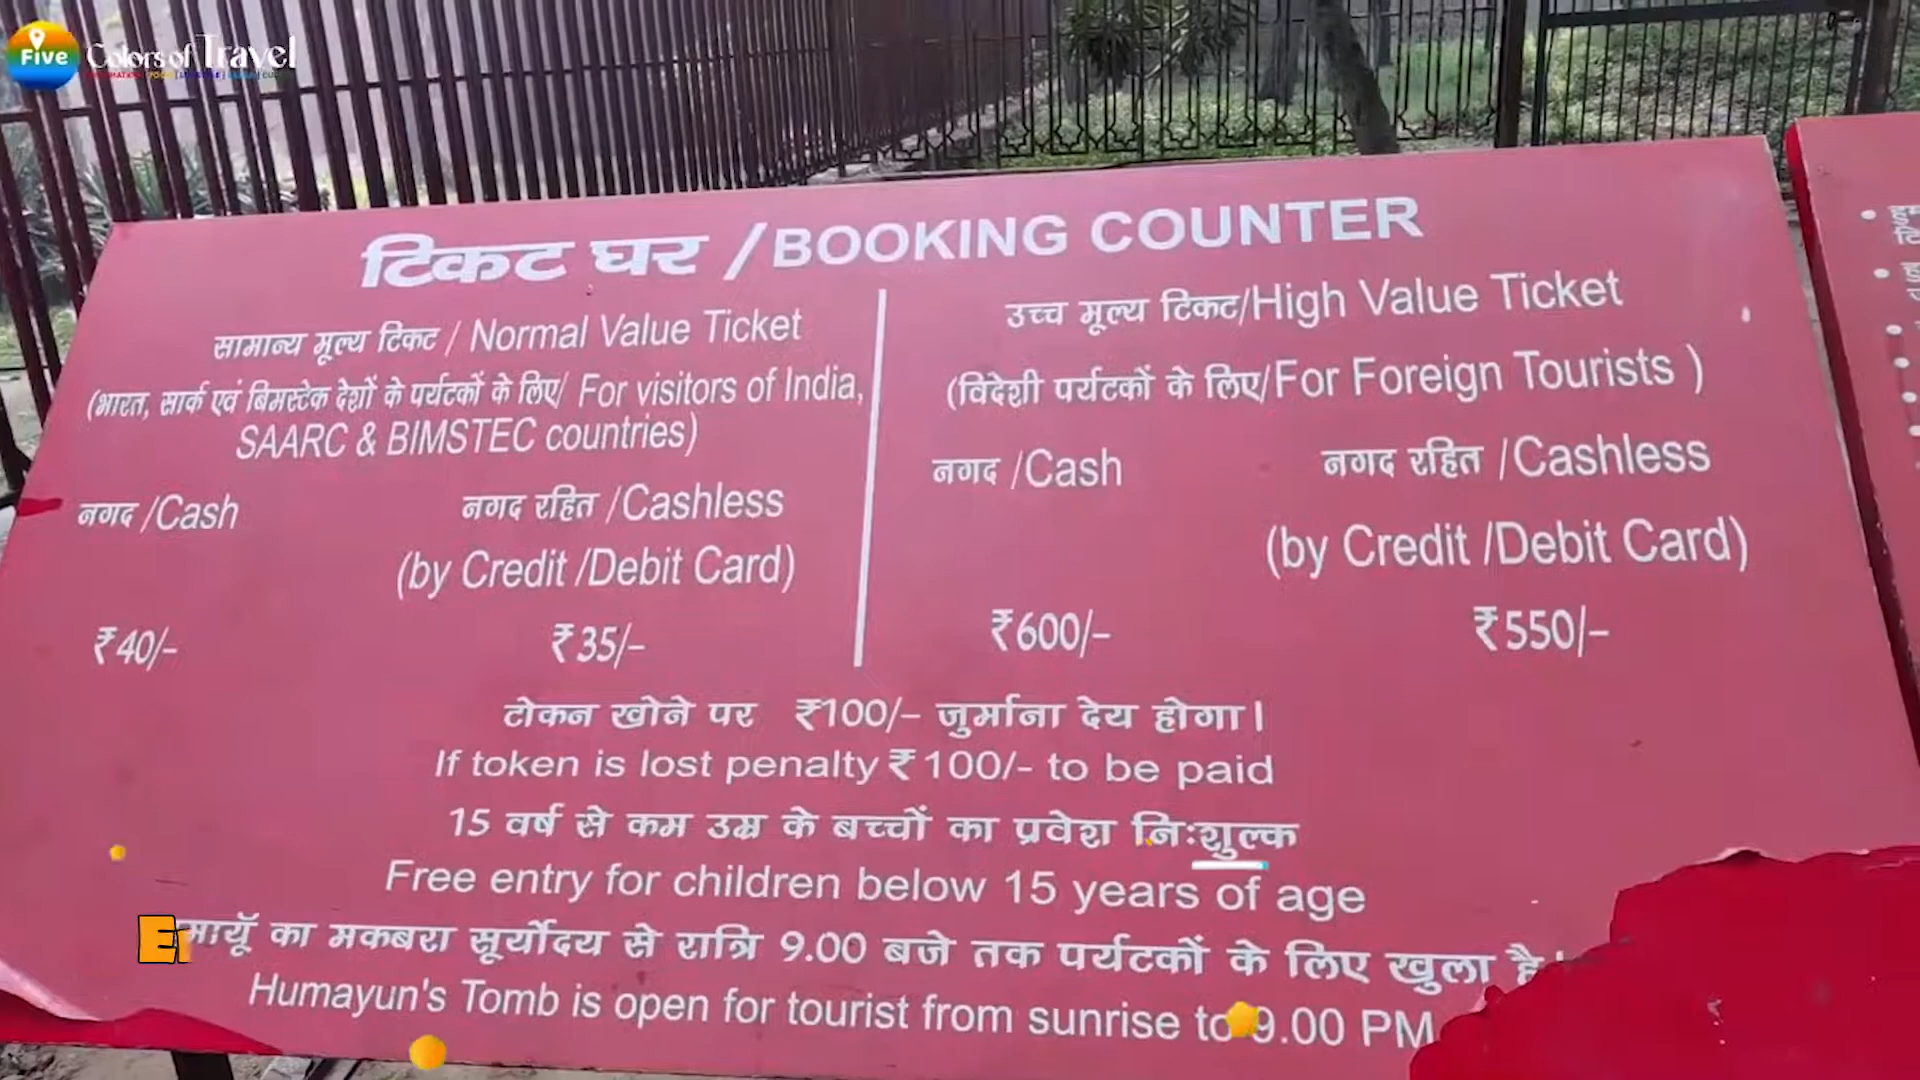 Five Colors of Travel
टिकट घर / BOOKING COUNTER
सामान्य मूल्य टिकट / Normal Value Ticket
(भारत, सार्क एवं बिमस्टेक देशों के पर्यटकों के लिए/ For visitors of India,
SAARC & BIMSTEC countries)
नगद /Cash नगद रहित /Cashless
(by Credit /Debit Card)
₹40/- ₹35/-
उच्च मूल्य टिकट/High Value Ticket
(विदेशी पर्यटकों के लिए/For Foreign Tourists )
नगद /Cash नगद रहित /Cashless
(by Credit /Debit Card)
₹600/- ₹550/-
टोकन खोने पर ₹100/- जुर्माना देय होगा।
If token is lost penalty ₹100/- to be paid
15 वर्ष से कम उम्र के बच्चों का प्रवेश निःशुल्क
Free entry for children below 15 years of age
का मकबरा सूर्योदय से रात्रि 9.00 बजे तक पर्यटकों के लिए खुला है
Humayun's Tomb is open for tourist from sunrise to 9.00 PM